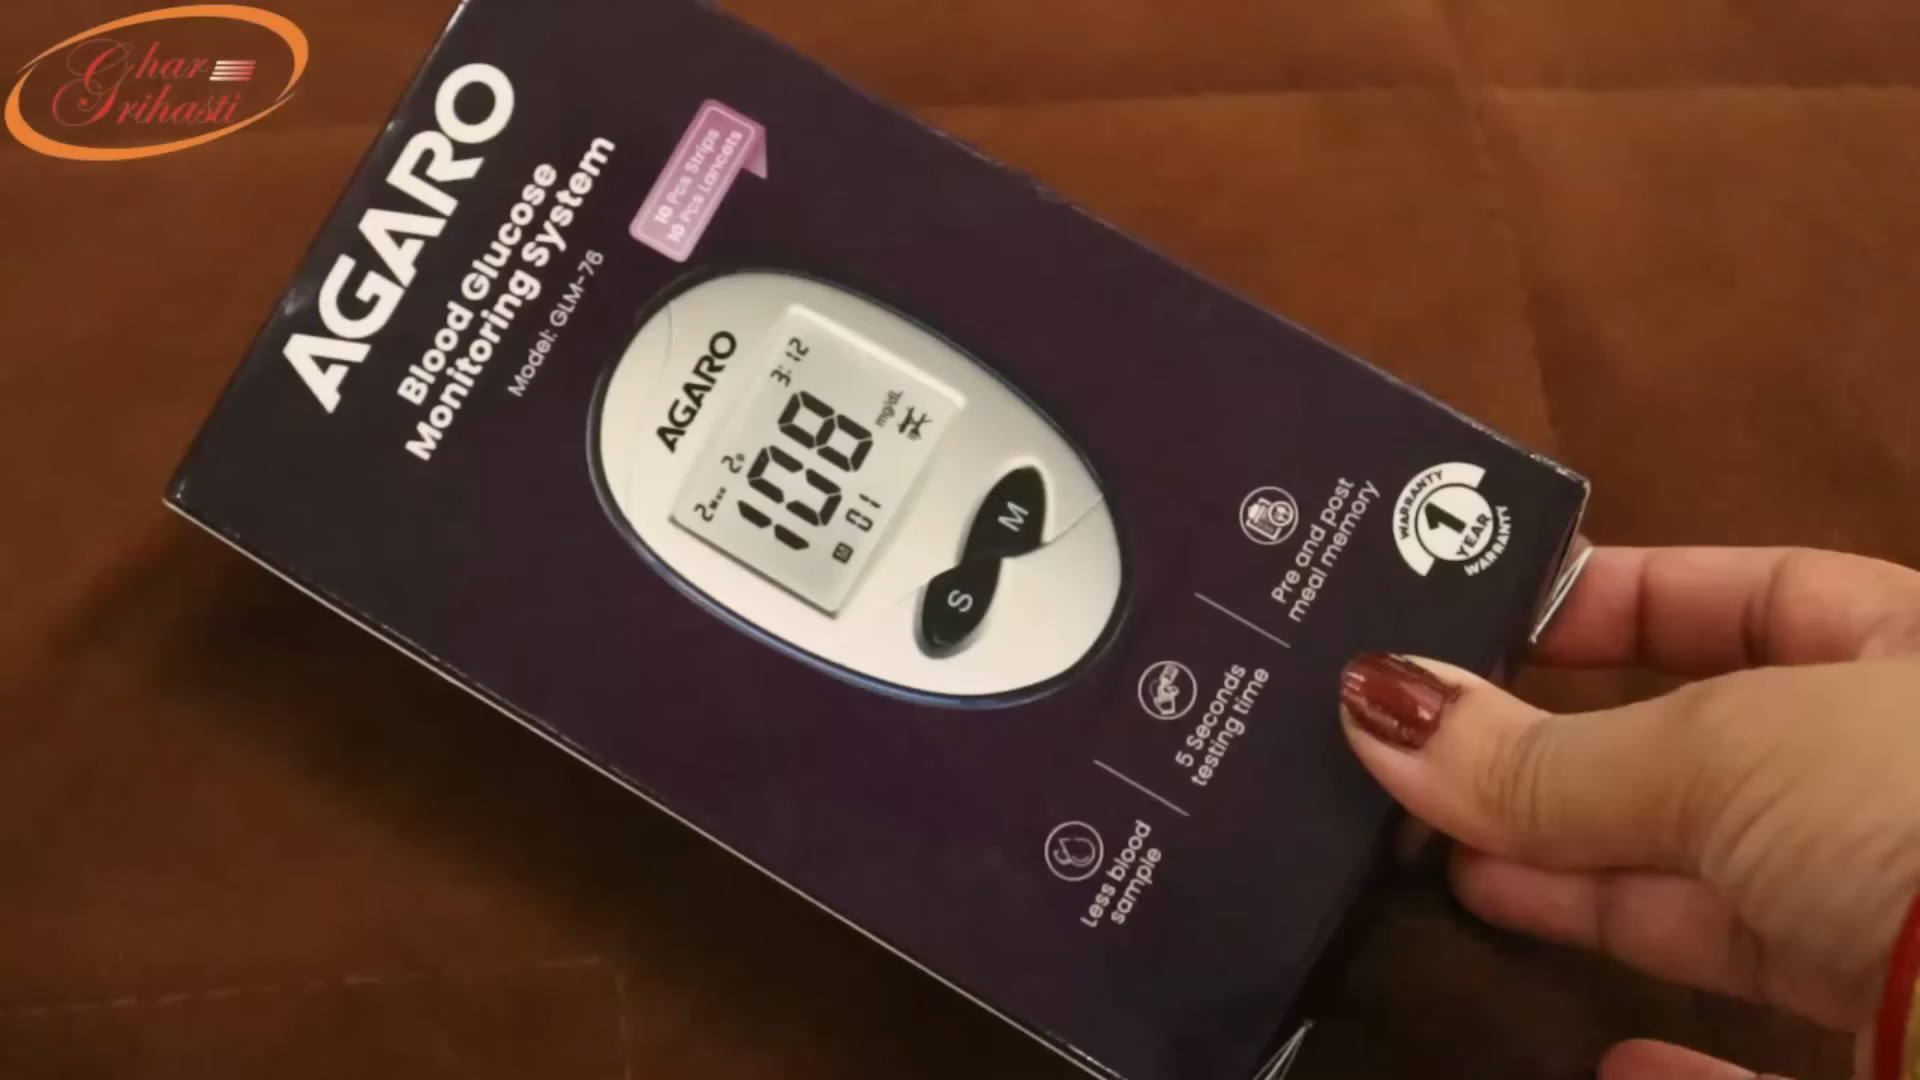 Ghar
Grihasti
AGARO
Blood Glucose
Monitoring System
Model: GLM-76
10 Pcs Strips
10 Pcs Lancets
AGARO
3:12
108
mg/dL
01
M
S
Pre and post
meal memory
5 Seconds
testing time
Less blood
sample
WARRANTY
1
YEAR
WARRANTY